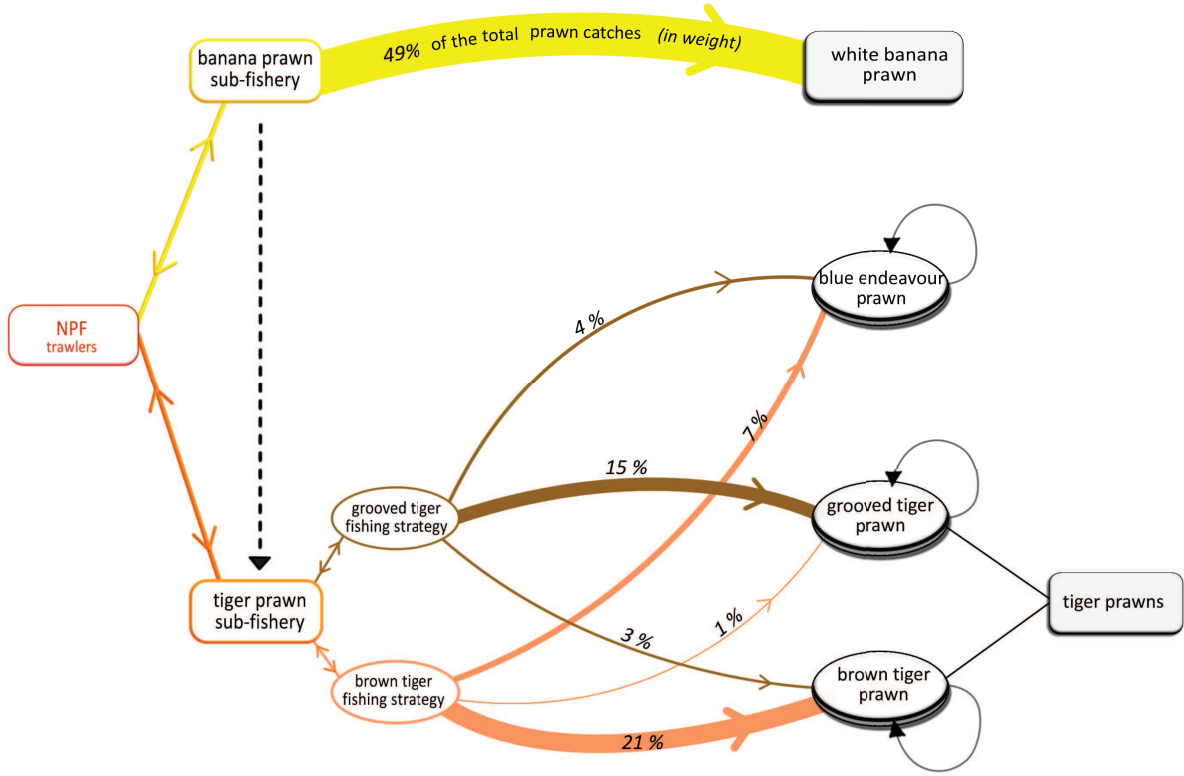 banana prawn
sub-fishery
49% of the total prawn catches (in weight)
white banana
prawn
NPF
trawlers
blue endeavour
prawn
4 %
7 %
15 %
grooved tiger
fishing strategy
grooved tiger
prawn
tiger prawn
sub-fishery
tiger prawns
1 %
3 %
brown tiger
fishing strategy
brown tiger
prawn
21 %